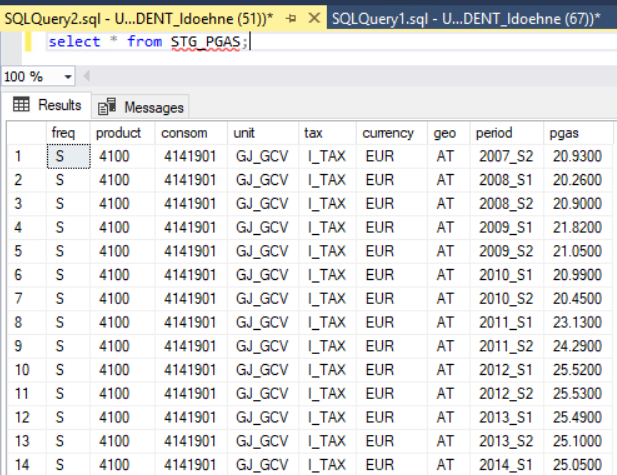 SQLQuery2.sql - U...DENT_ldoehne (51))* SQLQuery1.sql - U...DENT_ldoehne (67))*
select * from STG_PGAS;
100 %
Results Messages
freq product consom unit tax currency geo period pgas
1 S 4100 4141901 GJ_GCV I_TAX EUR AT 2007_S2 20.9300
2 S 4100 4141901 GJ_GCV I_TAX EUR AT 2008_S1 20.2600
3 S 4100 4141901 GJ_GCV I_TAX EUR AT 2008_S2 20.9000
4 S 4100 4141901 GJ_GCV I_TAX EUR AT 2009_S1 21.8200
5 S 4100 4141901 GJ_GCV I_TAX EUR AT 2009_S2 21.0500
6 S 4100 4141901 GJ_GCV I_TAX EUR AT 2010_S1 20.9900
7 S 4100 4141901 GJ_GCV I_TAX EUR AT 2010_S2 20.4500
8 S 4100 4141901 GJ_GCV I_TAX EUR AT 2011_S1 23.1300
9 S 4100 4141901 GJ_GCV I_TAX EUR AT 2011_S2 24.2900
10 S 4100 4141901 GJ_GCV I_TAX EUR AT 2012_S1 25.5200
11 S 4100 4141901 GJ_GCV I_TAX EUR AT 2012_S2 25.5300
12 S 4100 4141901 GJ_GCV I_TAX EUR AT 2013_S1 25.4900
13 S 4100 4141901 GJ_GCV I_TAX EUR AT 2013_S2 25.1000
14 S 4100 4141901 GJ_GCV I_TAX EUR AT 2014_S1 25.0500